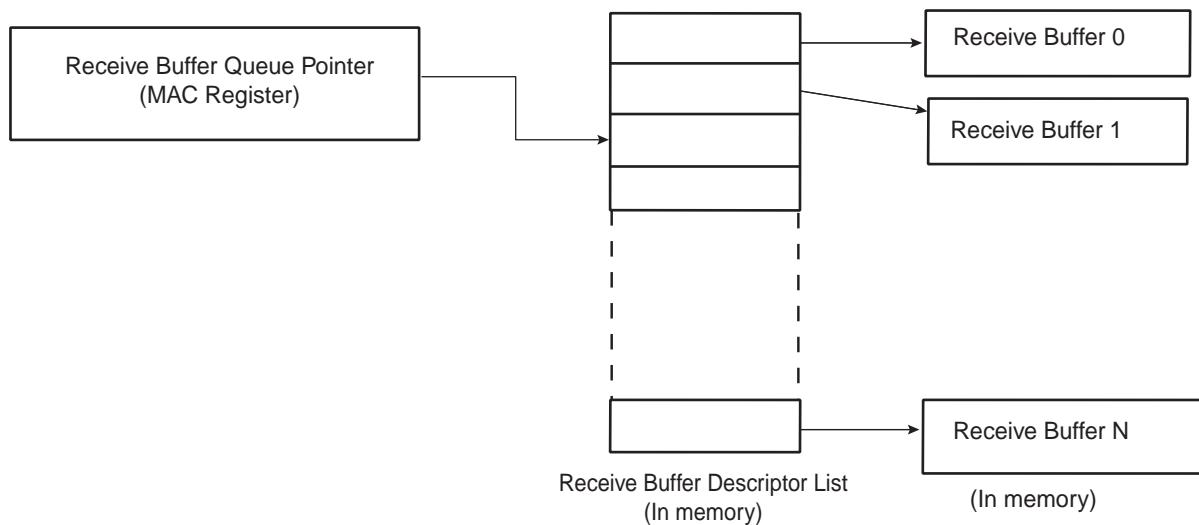 Receive Buffer Queue Pointer
(MAC Register)
Receive Buffer 0
Receive Buffer 1
Receive Buffer N
Receive Buffer Descriptor List
(In memory)
(In memory)